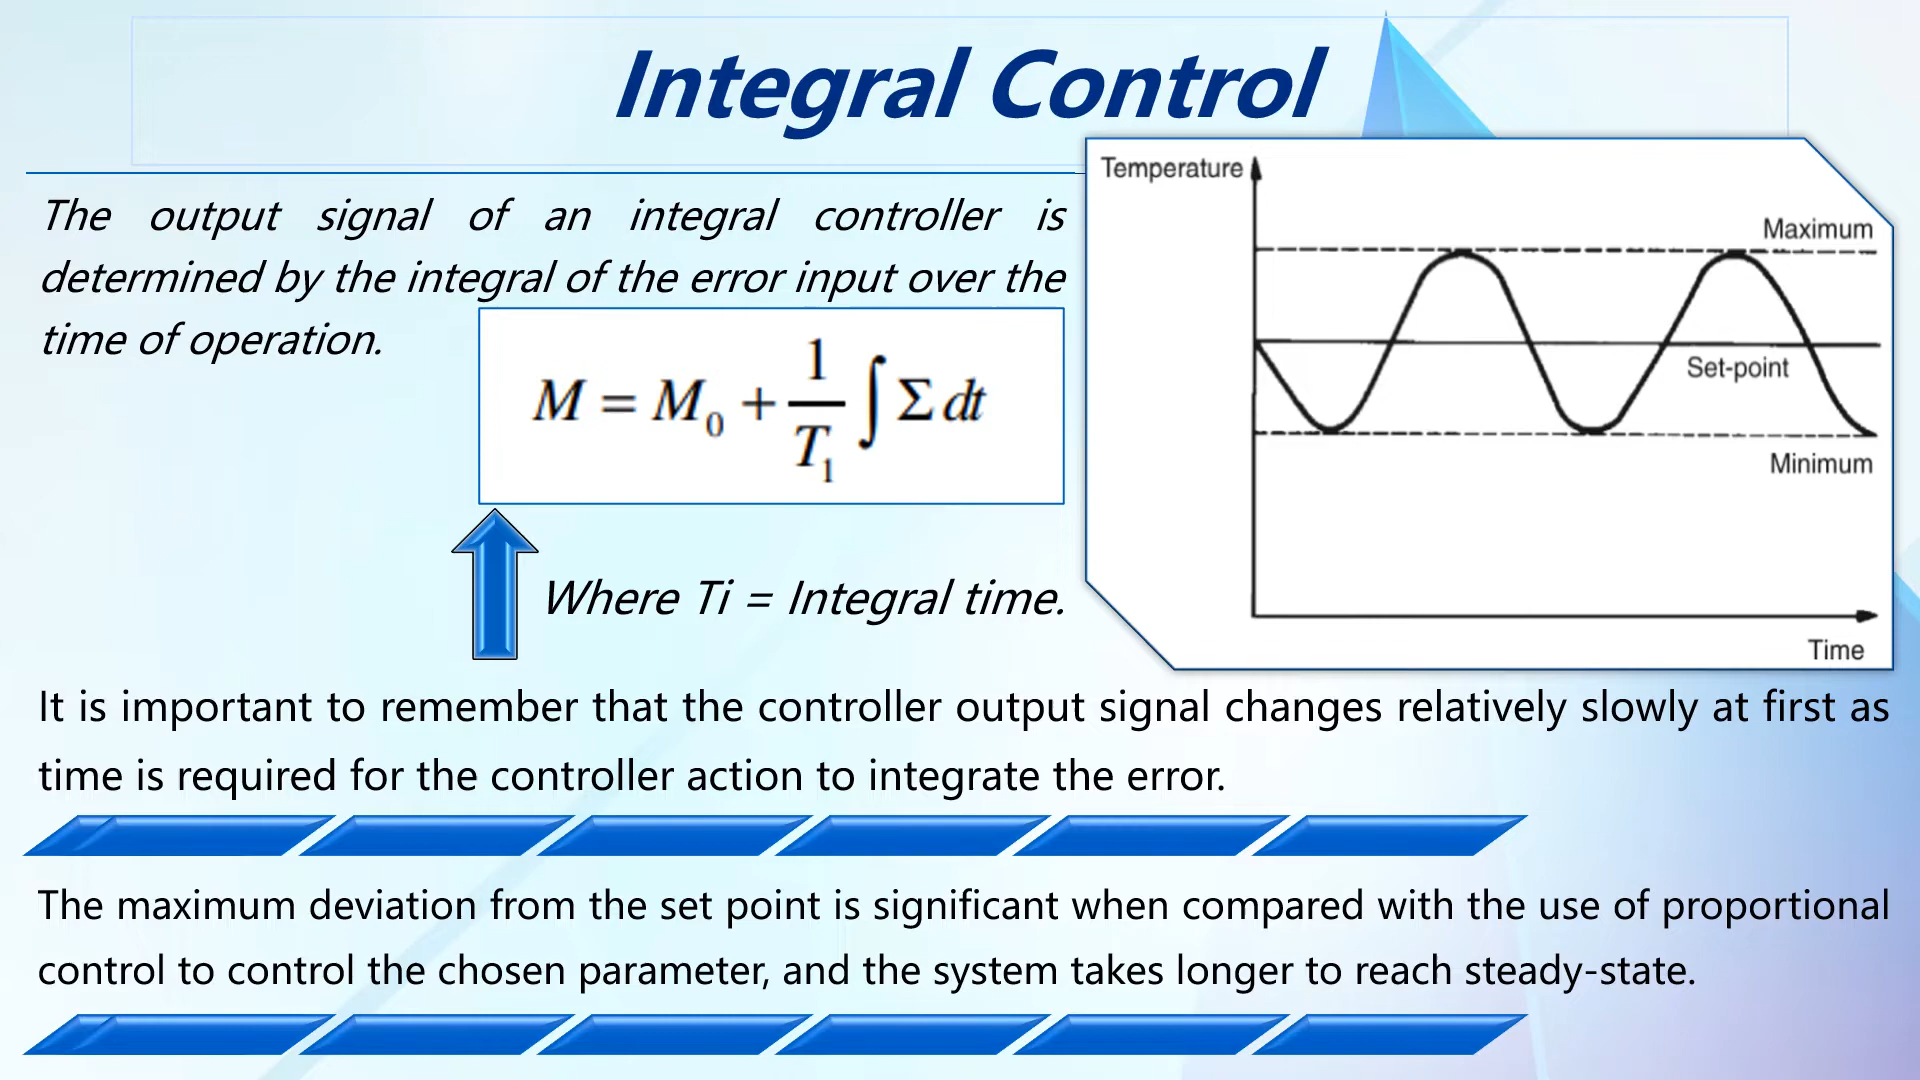 Integral Control
The output signal of an integral controller is
determined by the integral of the error input over the
time of operation.
M = M₀ + 1/T₁ ∫ Σ dt
Where Ti = Integral time.
Temperature
Maximum
Set-point
Minimum
Time
It is important to remember that the controller output signal changes relatively slowly at first as
time is required for the controller action to integrate the error.
The maximum deviation from the set point is significant when compared with the use of proportional
control to control the chosen parameter, and the system takes longer to reach steady-state.